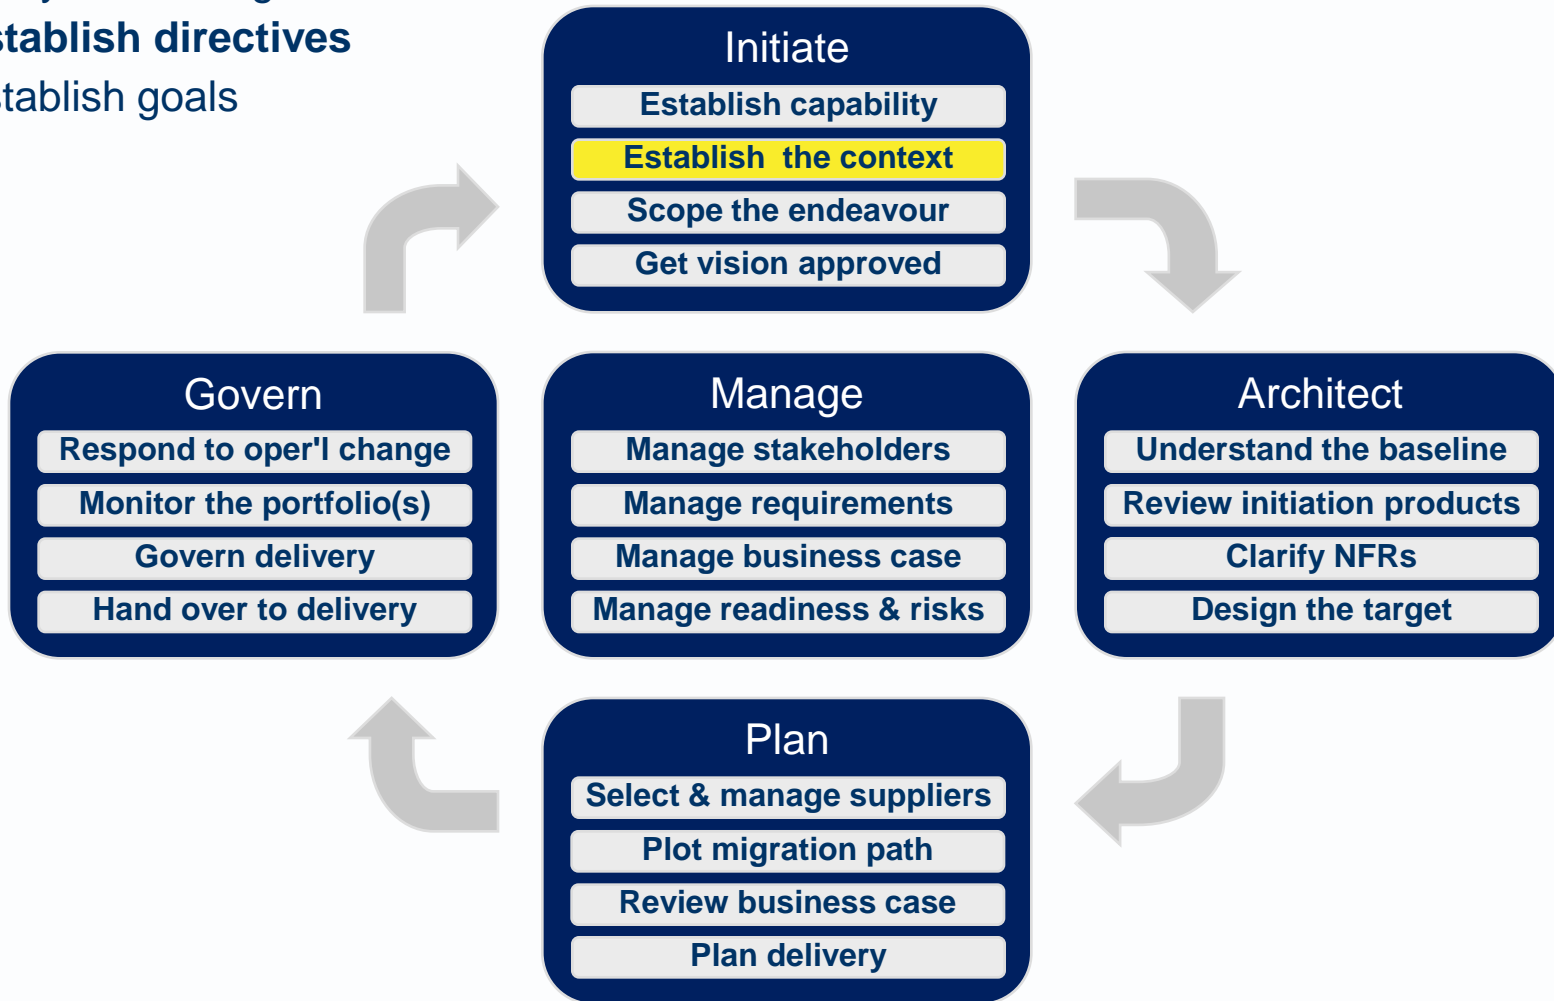 stablish directives
stablish goals
Initiate
Establish capability
Establish  the context
Scope the endeavour
Get vision approved
Govern
Respond to oper'l change
Monitor the portfolio(s)
Govern delivery
Hand over to delivery
Manage
Manage stakeholders
Manage requirements
Manage business case
Manage readiness & risks
Architect
Understand the baseline
Review initiation products
Clarify NFRs
Design the target
Plan
Select & manage suppliers
Plot migration path
Review business case
Plan delivery